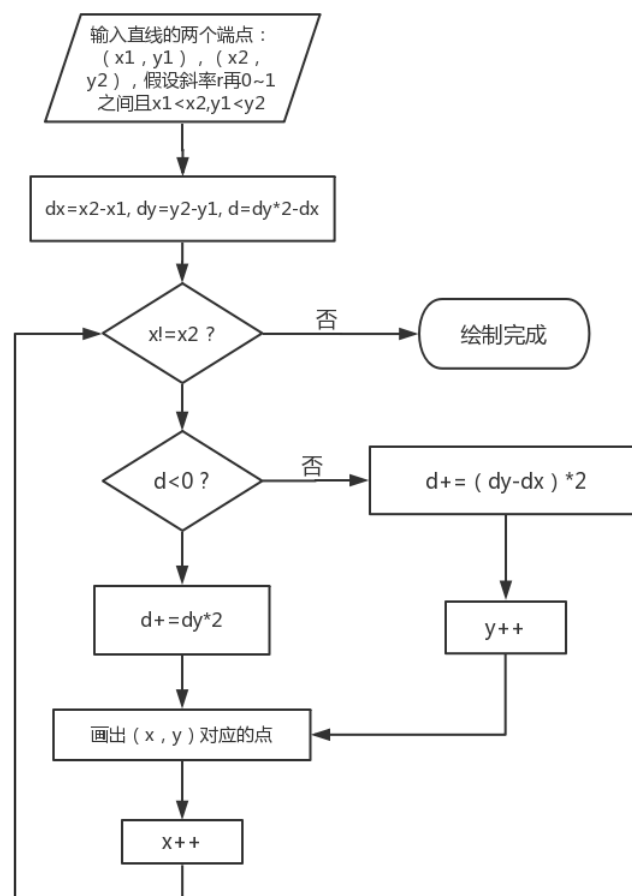 输入直线的两个端点：
（x1，y1），（x2，
y2），假设斜率r再0~1
之间且x1<x2,y1<y2
dx=x2-x1, dy=y2-y1, d=dy*2-dx
x!=x2 ?
否
绘制完成
d<0 ?
否
d+=（dy-dx）*2
d+=dy*2
y++
画出（x，y）对应的点
x++